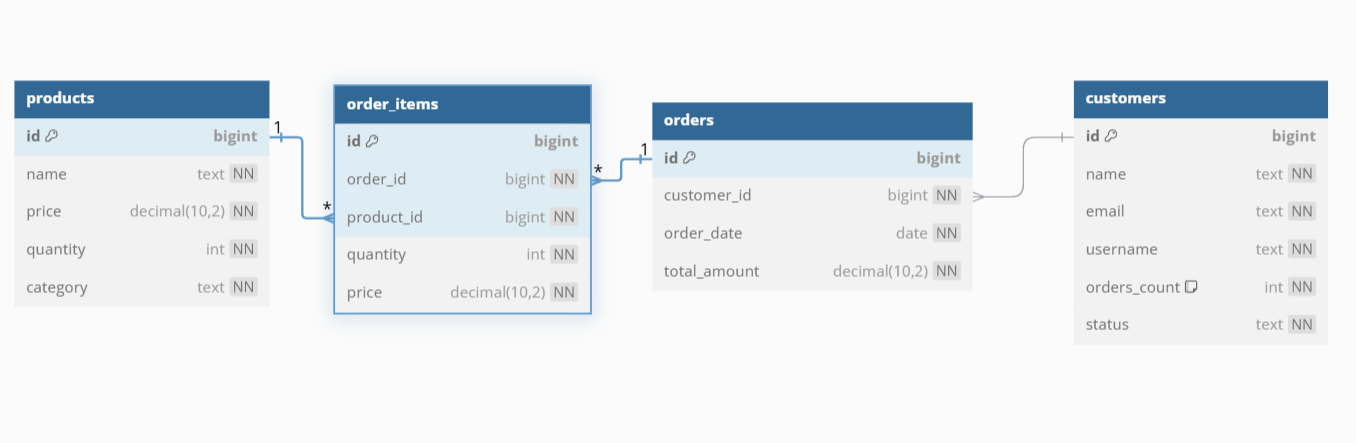 products
id bigint
name text NN
price decimal(10,2) NN
quantity int NN
category text NN
1
*
order_items
id bigint
order_id bigint NN
product_id bigint NN
quantity int NN
price decimal(10,2) NN
*
1
orders
id bigint
customer_id bigint NN
order_date date NN
total_amount decimal(10,2) NN
customers
id bigint
name text NN
email text NN
username text NN
orders_count int NN
status text NN